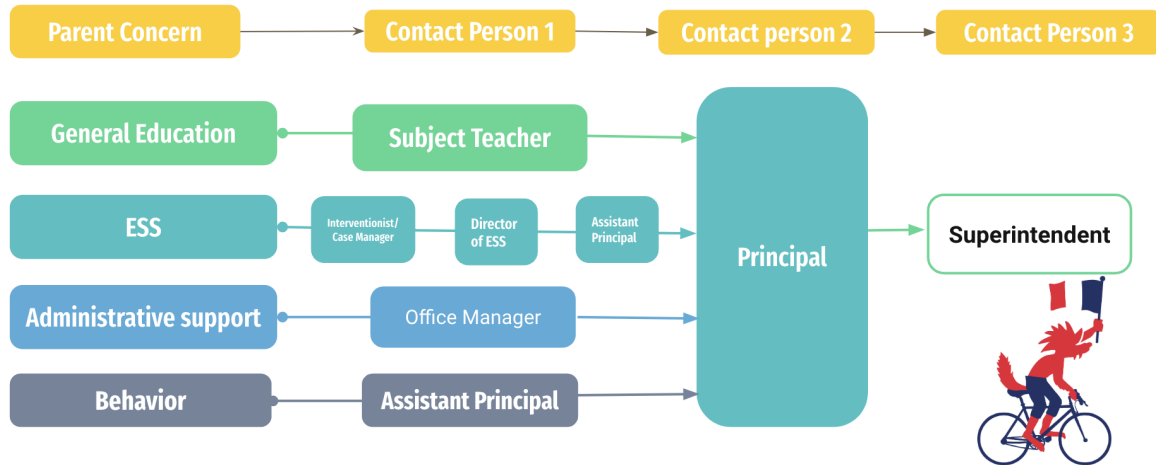 Parent Concern
Contact Person 1
Contact person 2
Contact Person 3
General Education
Subject Teacher
ESS
Interventionist/
Case Manager
Director
of ESS
Assistant
Principal
Principal
Superintendent
Administrative support
Office Manager
Behavior
Assistant Principal